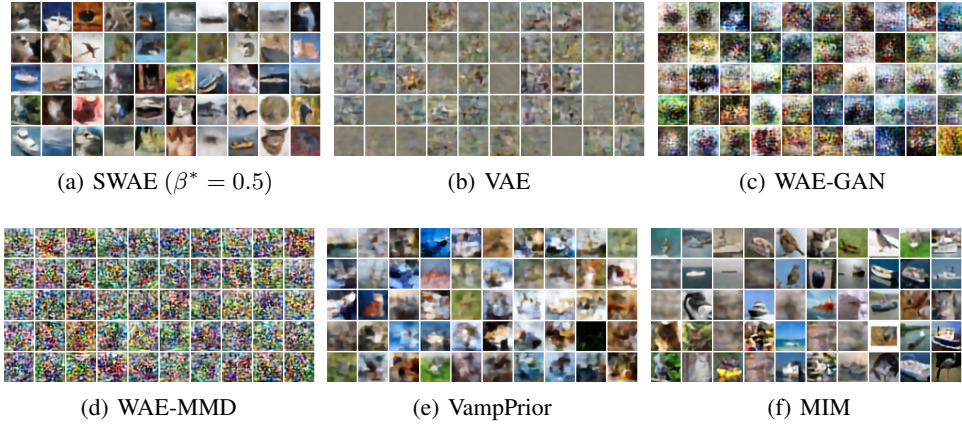 (a) SWAE (β* = 0.5)
(b) VAE
(c) WAE-GAN
(d) WAE-MMD
(e) VampPrior
(f) MIM